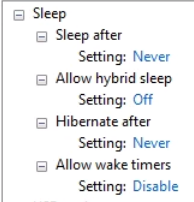 Sleep
Sleep after
Setting: Never
Allow hybrid sleep
Setting: Off
Hibernate after
Setting: Never
Allow wake timers
Setting: Disable